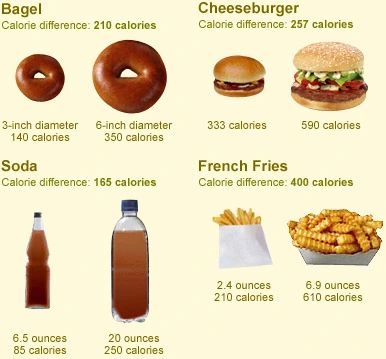 Bagel
Calorie difference: 210 calories
3-inch diameter
140 calories
6-inch diameter
350 calories
Cheeseburger
Calorie difference: 257 calories
333 calories
590 calories
Soda
Calorie difference: 165 calories
6.5 ounces
85 calories
20 ounces
250 calories
French Fries
Calorie difference: 400 calories
2.4 ounces
210 calories
6.9 ounces
610 calories